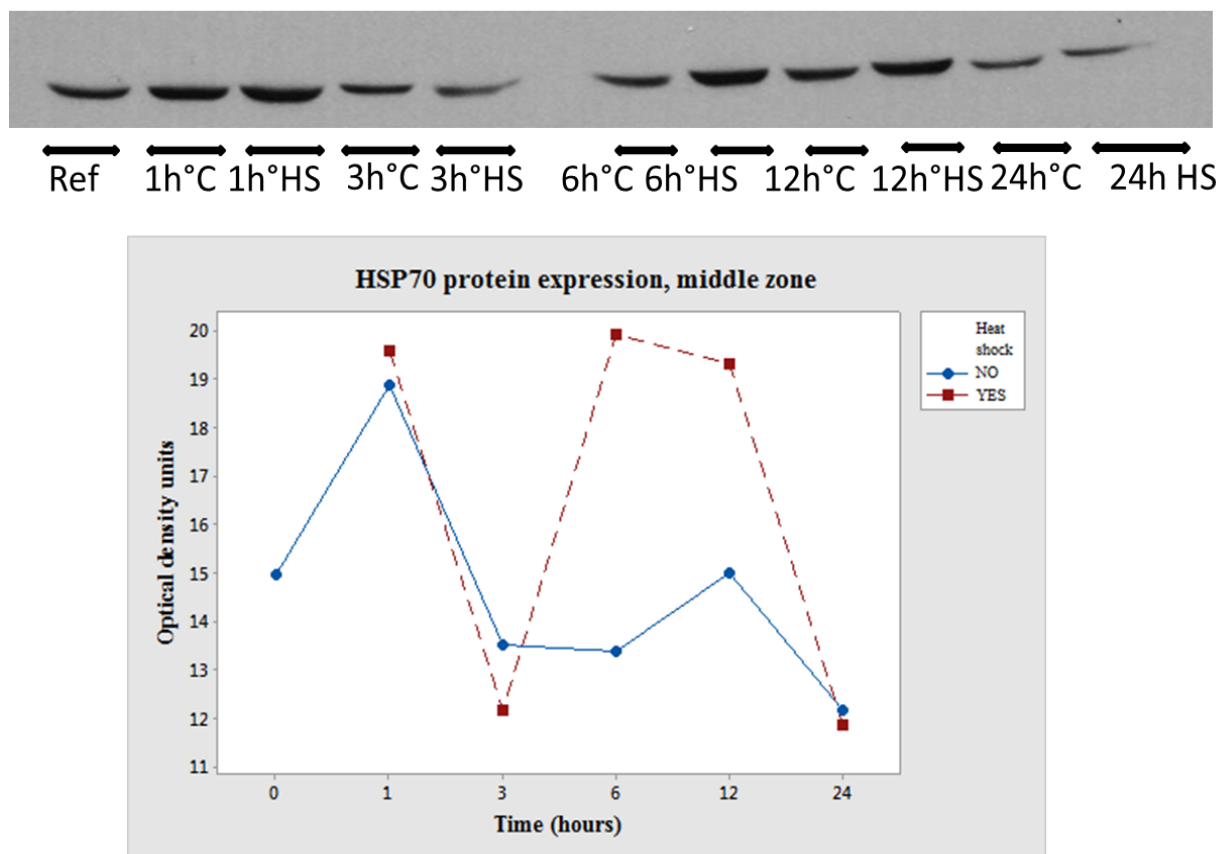 Ref 1h°C 1h°HS 3h°C 3h°HS 6h°C 6h°HS 12h°C 12h°HS 24h°C 24h HS
HSP70 protein expression, middle zone
Optical density units
20
19
18
17
16
15
14
13
12
11
0 1 3 6 12 24
Time (hours)
Heat
shock
NO
YES